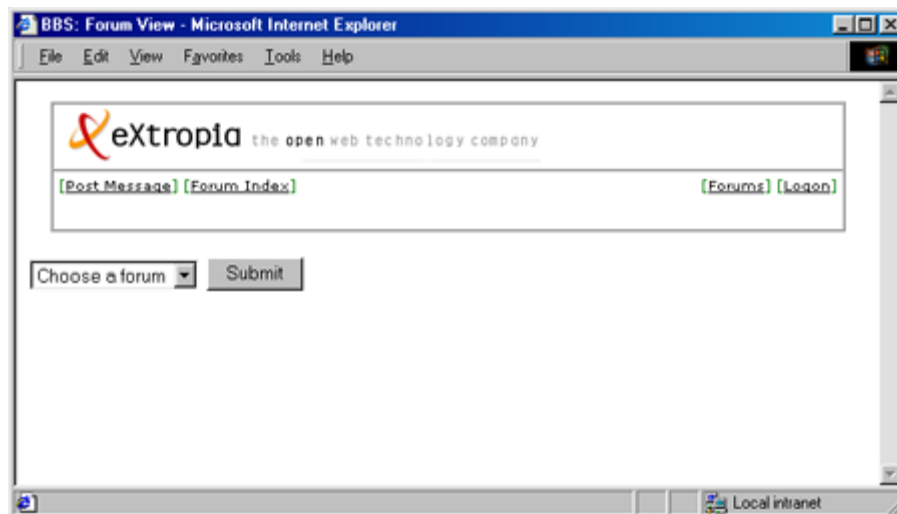 BBS: Forum View - Microsoft Internet Explorer
File Edit View Favorites Tools Help
eXtropia the open web technology company
[Post Message] [Forum Index] [Forums] [Logon]
Choose a forum Submit
Local intranet